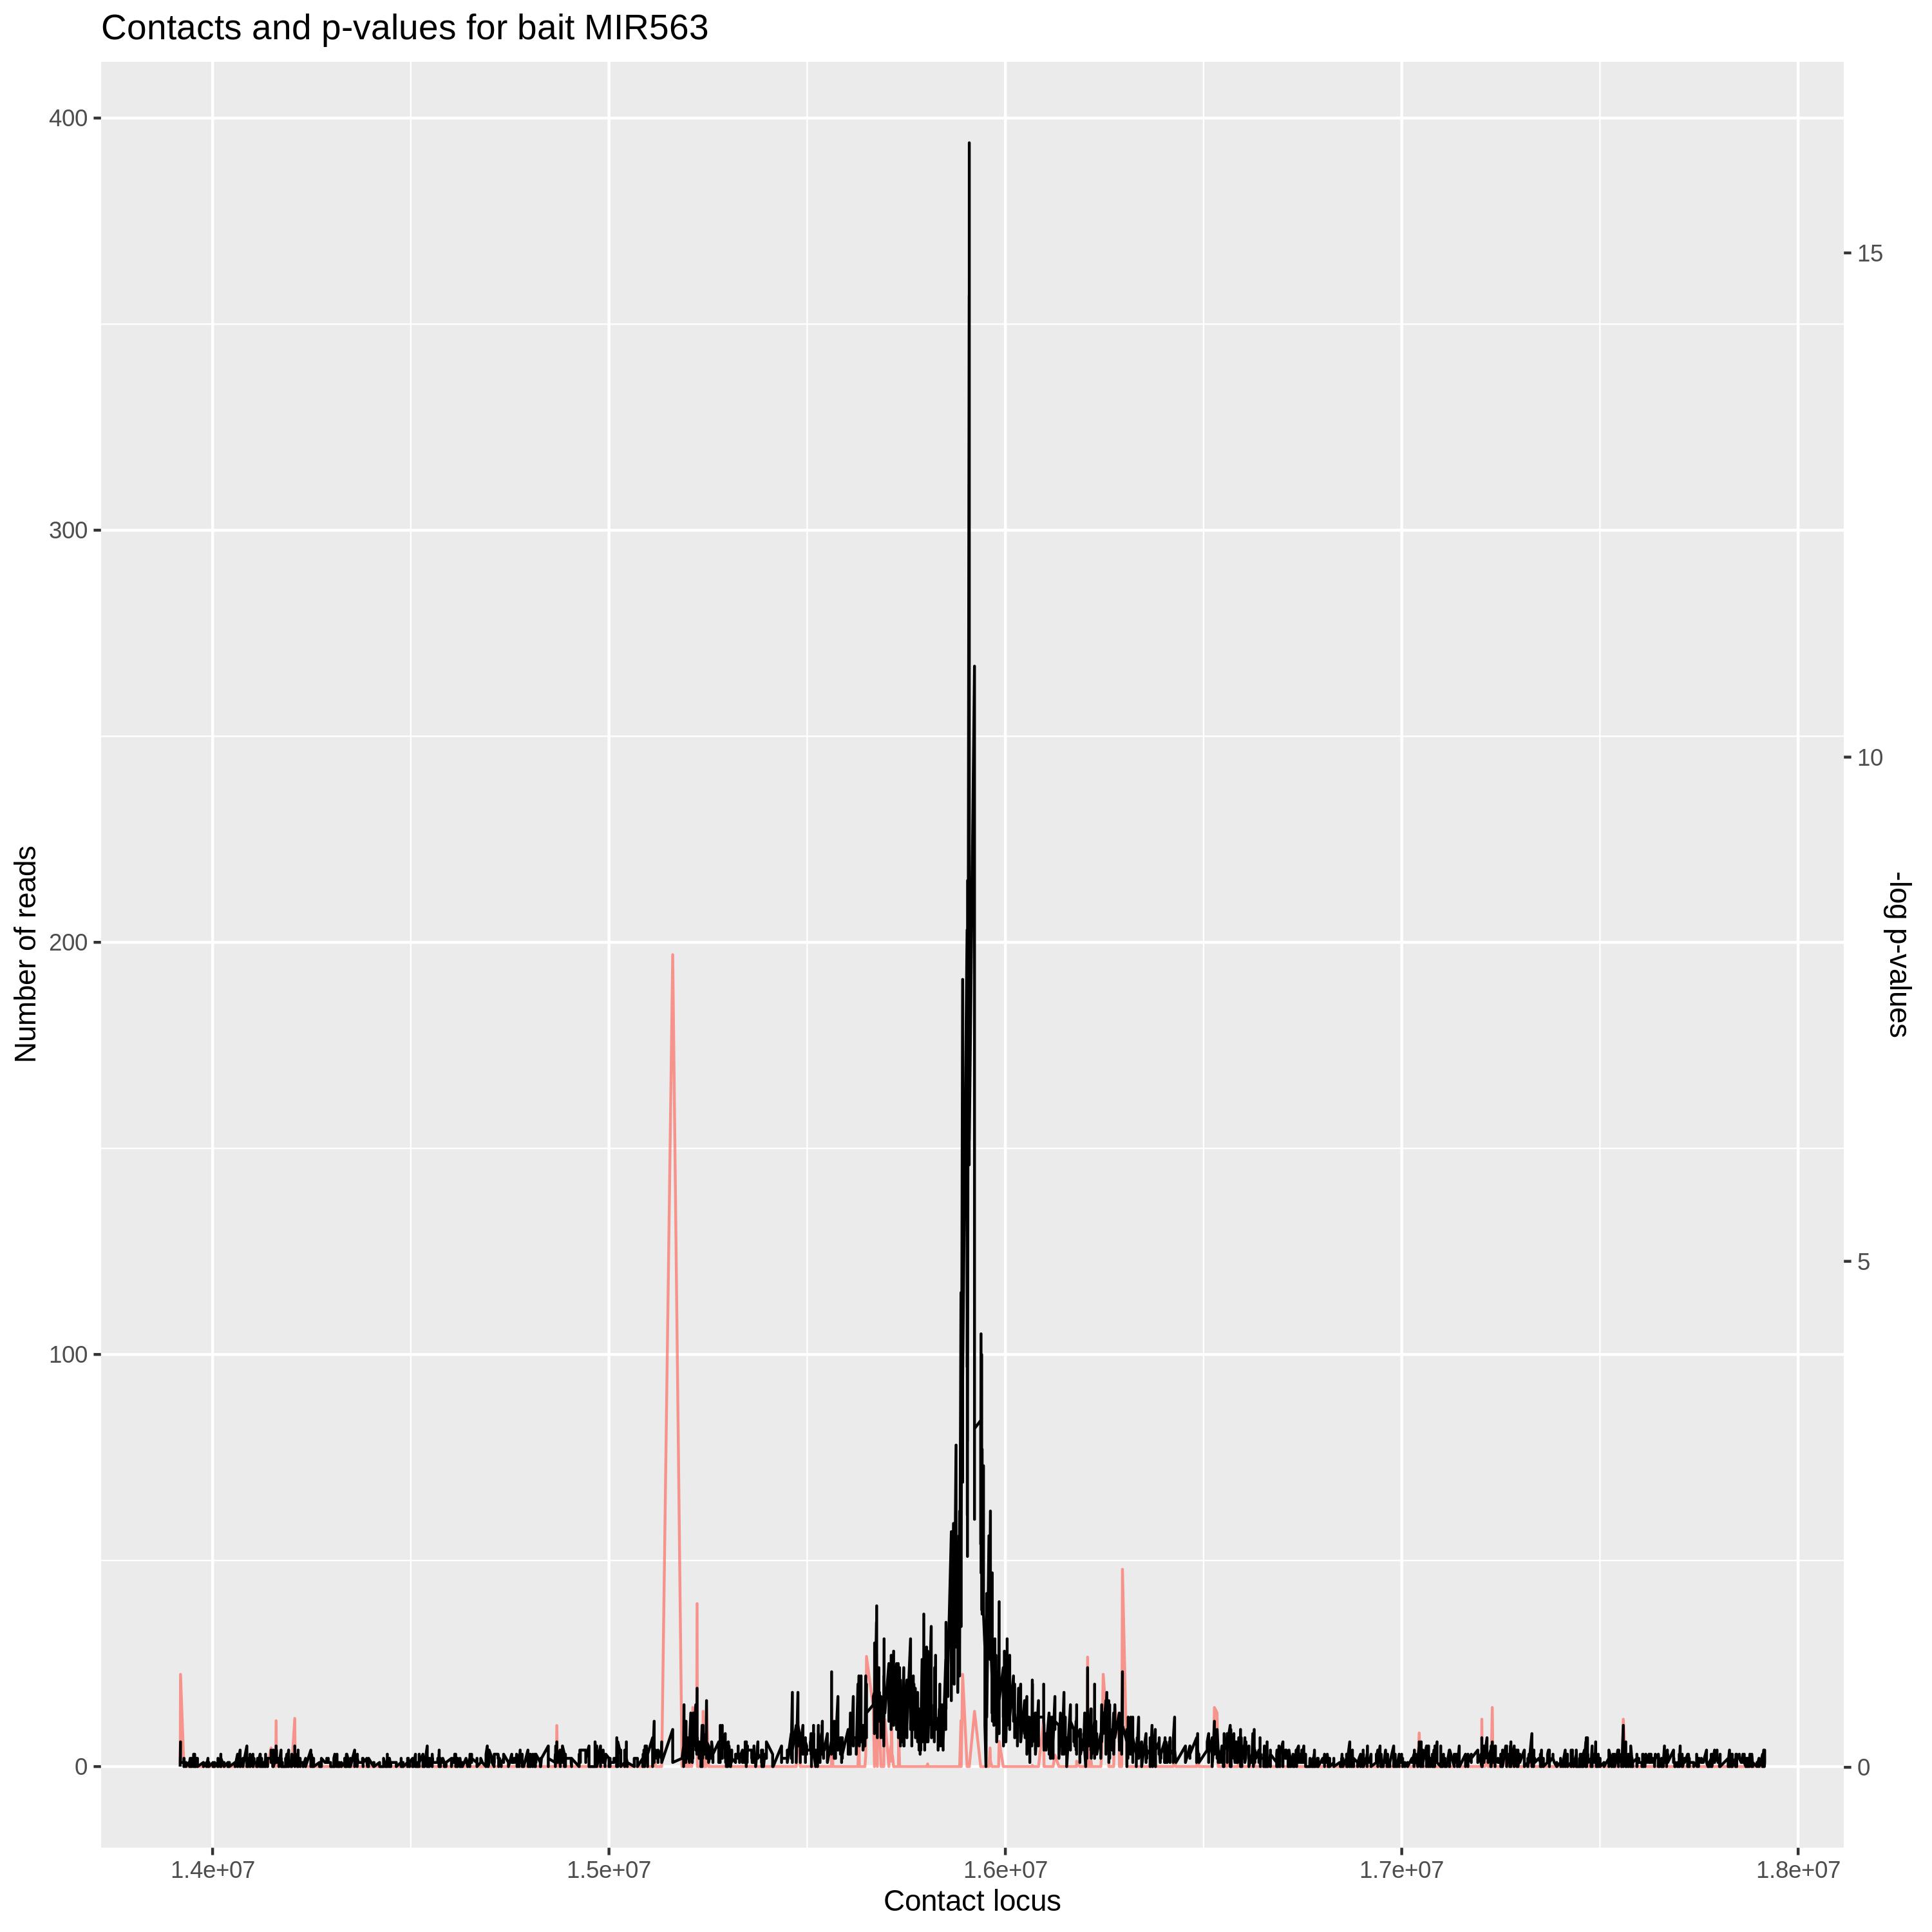 Contacts and p-values for bait MIR563
400
300
200
100
0
Number of reads
15
10
5
0
-log p-values
1.4e+07 1.5e+07 1.6e+07 1.7e+07 1.8e+07
Contact locus